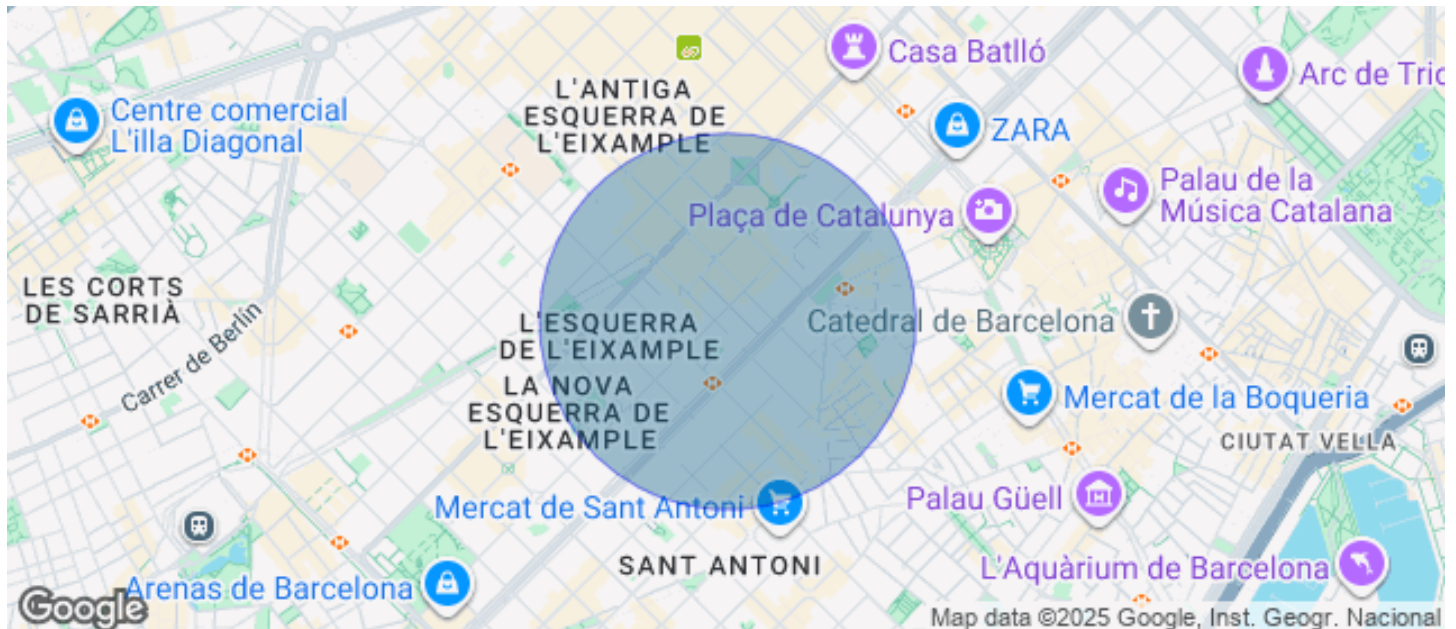 Casa Batlló
L'ANTIGA
ESQUERRA DE
L'EIXAMPLE
Arc de Tric
Centre comercial
L'illa Diagonal
ZARA
Palau de la
Música Catalana
Plaça de Catalunya
LES CORTS
DE SARRIÀ
Carrer de Berlín
L'ESQUERRA
DE L'EIXAMPLE
Catedral de Barcelona
LA NOVA
ESQUERRA DE
L'EIXAMPLE
Mercat de la Boqueria
CIUTAT VELLA
Mercat de Sant Antoni
Palau Güell
SANT ANTONI
L'Aquàrium de Barcelona
Arenas de Barcelona
Google
Map data ©2025 Google, Inst. Geogr. Nacional